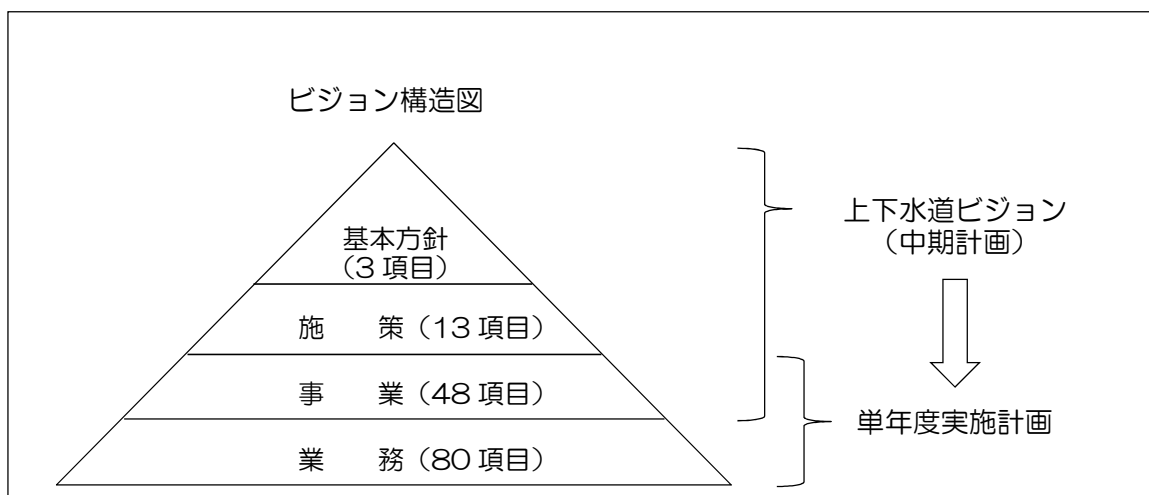 ビジョン構造図
基本方針
（3 項目）
施　　策（13 項目）
事　　業（48 項目）
業　　務（80 項目）
上下水道ビジョン
（中期計画）
単年度実施計画